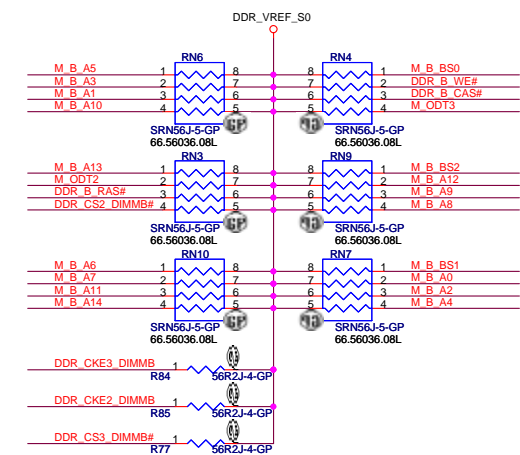 DDR_VREF_S0
RN6
M_B_A5 1 8
M_B_A3 2 7
M_B_A1 3 6
M_B_A10 4 5
SRN56J-5-GP
66.56036.08L
RN4
8 1 M_B_BS0
7 2 DDR_B_WE#
6 3 DDR_B_CAS#
5 4 M_ODT3
SRN56J-5-GP
66.56036.08L
RN3
M_B_A13 1 8
M_ODT2 2 7
DDR_B_RAS# 3 6
DDR_CS2_DIMMB# 4 5
SRN56J-5-GP
66.56036.08L
RN9
8 1 M_B_BS2
7 2 M_B_A12
6 3 M_B_A9
5 4 M_B_A8
SRN56J-5-GP
66.56036.08L
RN10
M_B_A6 1 8
M_B_A7 2 7
M_B_A11 3 6
M_B_A14 4 5
SRN56J-5-GP
66.56036.08L
RN7
8 1 M_B_BS1
7 2 M_B_A0
6 3 M_B_A2
5 4 M_B_A4
SRN56J-5-GP
66.56036.08L
DDR_CKE3_DIMMB 1
R84 56R2J-4-GP
DDR_CKE2_DIMMB 1
R85 56R2J-4-GP
DDR_CS3_DIMMB# 1
R77 56R2J-4-GP